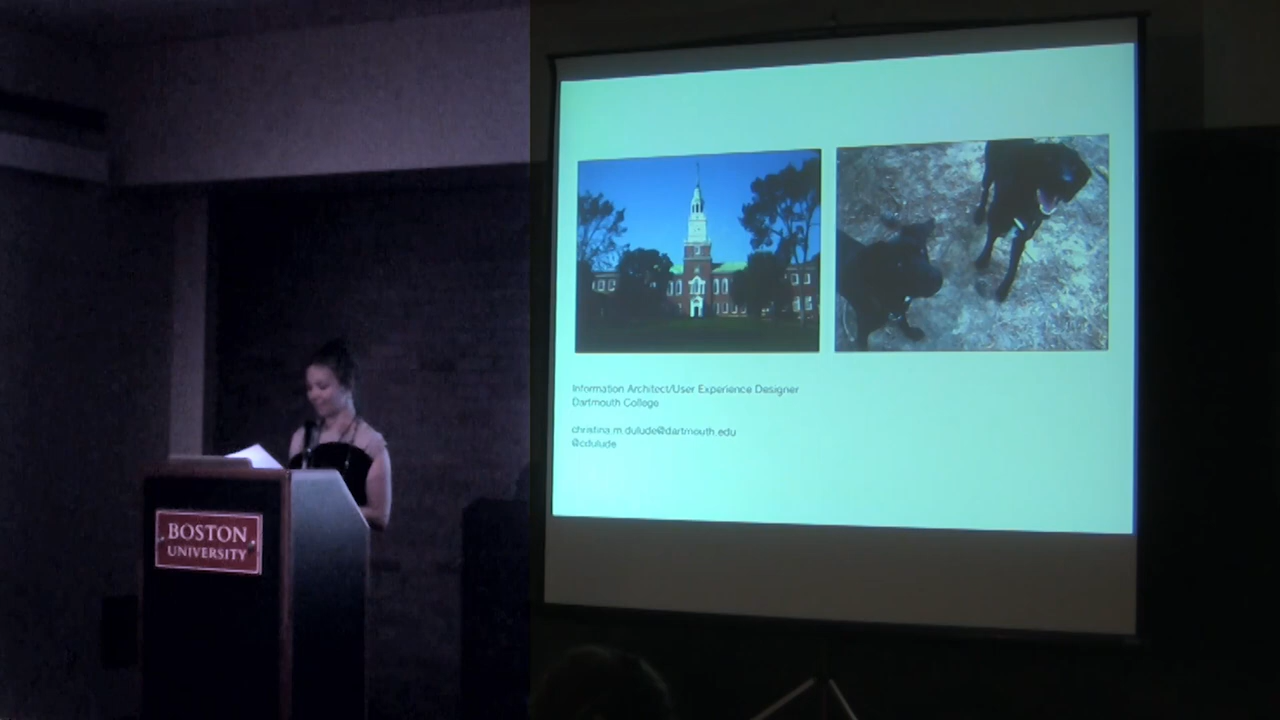 BOSTON
UNIVERSITY
Information Architect/User Experience Designer
Dartmouth College
christina.m.dulude@dartmouth.edu
@cdulude